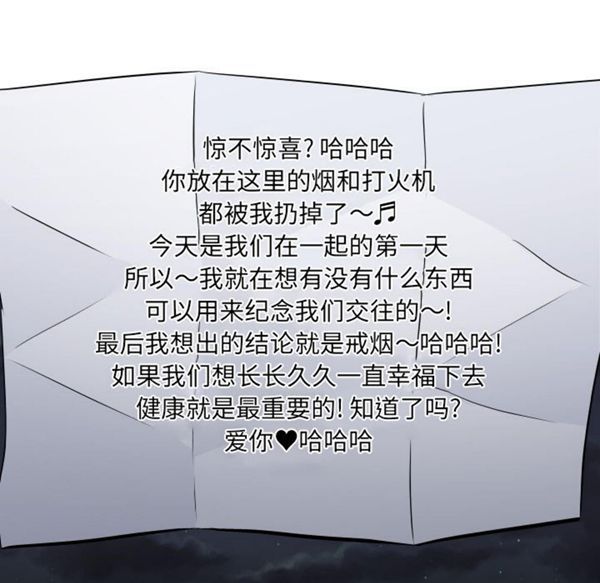 惊不惊喜? 哈哈哈
你放在这里的烟和打火机
都被我扔掉了～♬
今天是我们在一起的第一天
所以～我就在想有没有什么东西
可以用来纪念我们交往的～!
最后我想出的结论就是戒烟～哈哈哈!
如果我们想长长久久一直幸福下去
健康就是最重要的! 知道了吗?
爱你♥哈哈哈